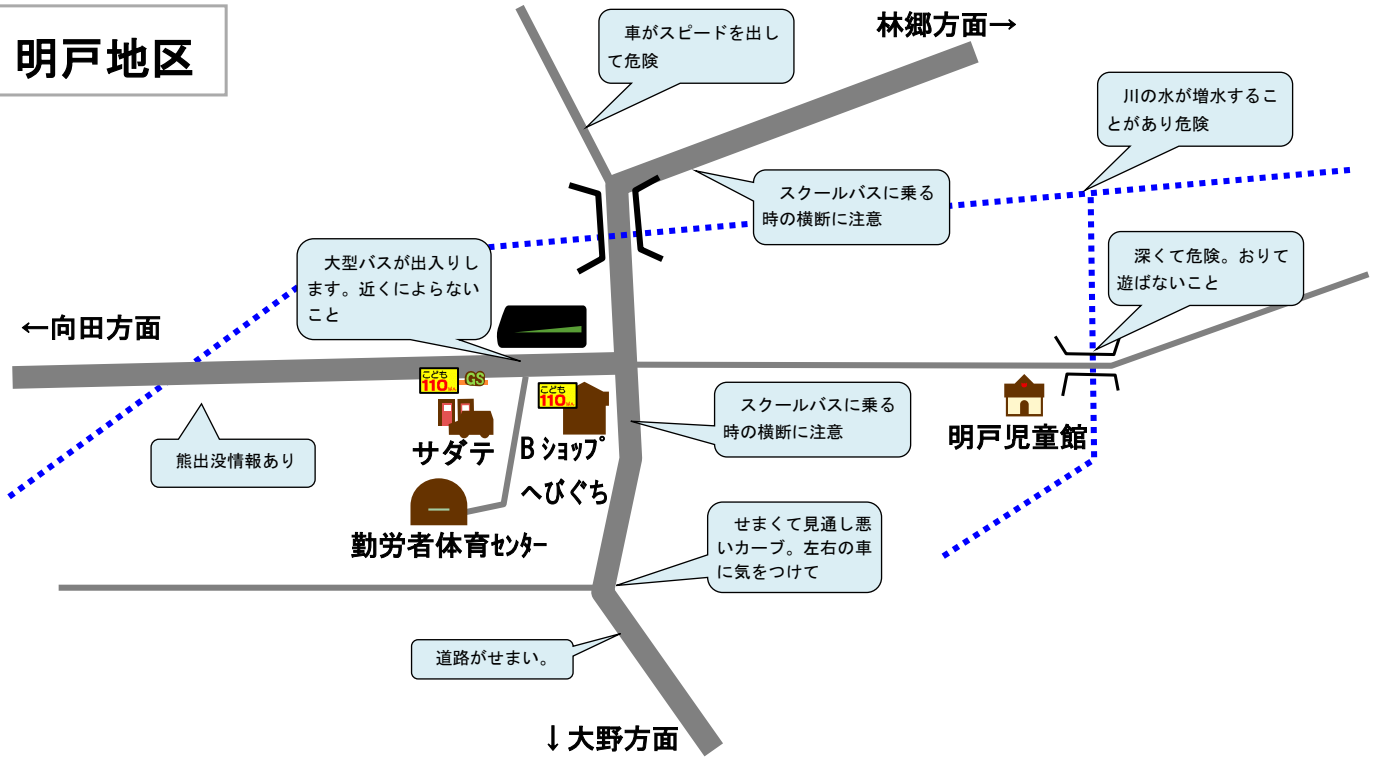 明戸地区
車がスピードを出し
て危険
林郷方面→
川の水が増水するこ
とがあり危険
スクールバスに乗る
時の横断に注意
大型バスが出入りし
ます。近くによらない
こと
深くて危険。おりて
遊ばないこと
←向田方面
こども
110
GS
こども
110
サダテ
Bショップ
へびぐち
スクールバスに乗る
時の横断に注意
明戸児童館
熊出没情報あり
勤労者体育センター
せまくて見通し悪
いカーブ。左右の車
に気をつけて
道路がせまい。
↓大野方面